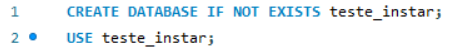 1 CREATE DATABASE IF NOT EXISTS teste_instar;
2 USE teste_instar;